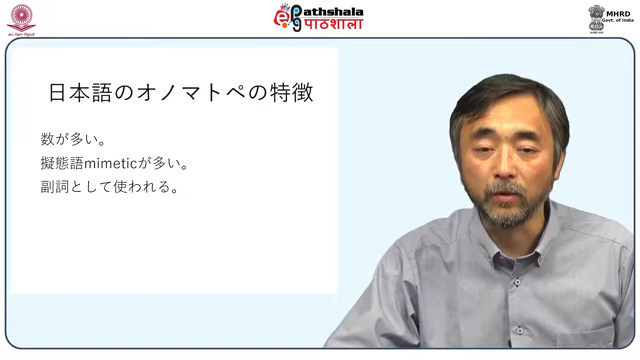 ePathshala
पाठशाला
MHRD
Govt. of India
日本語のオノマトペの特徴
数が多い。
擬態語mimeticが多い。
副詞として使われる。